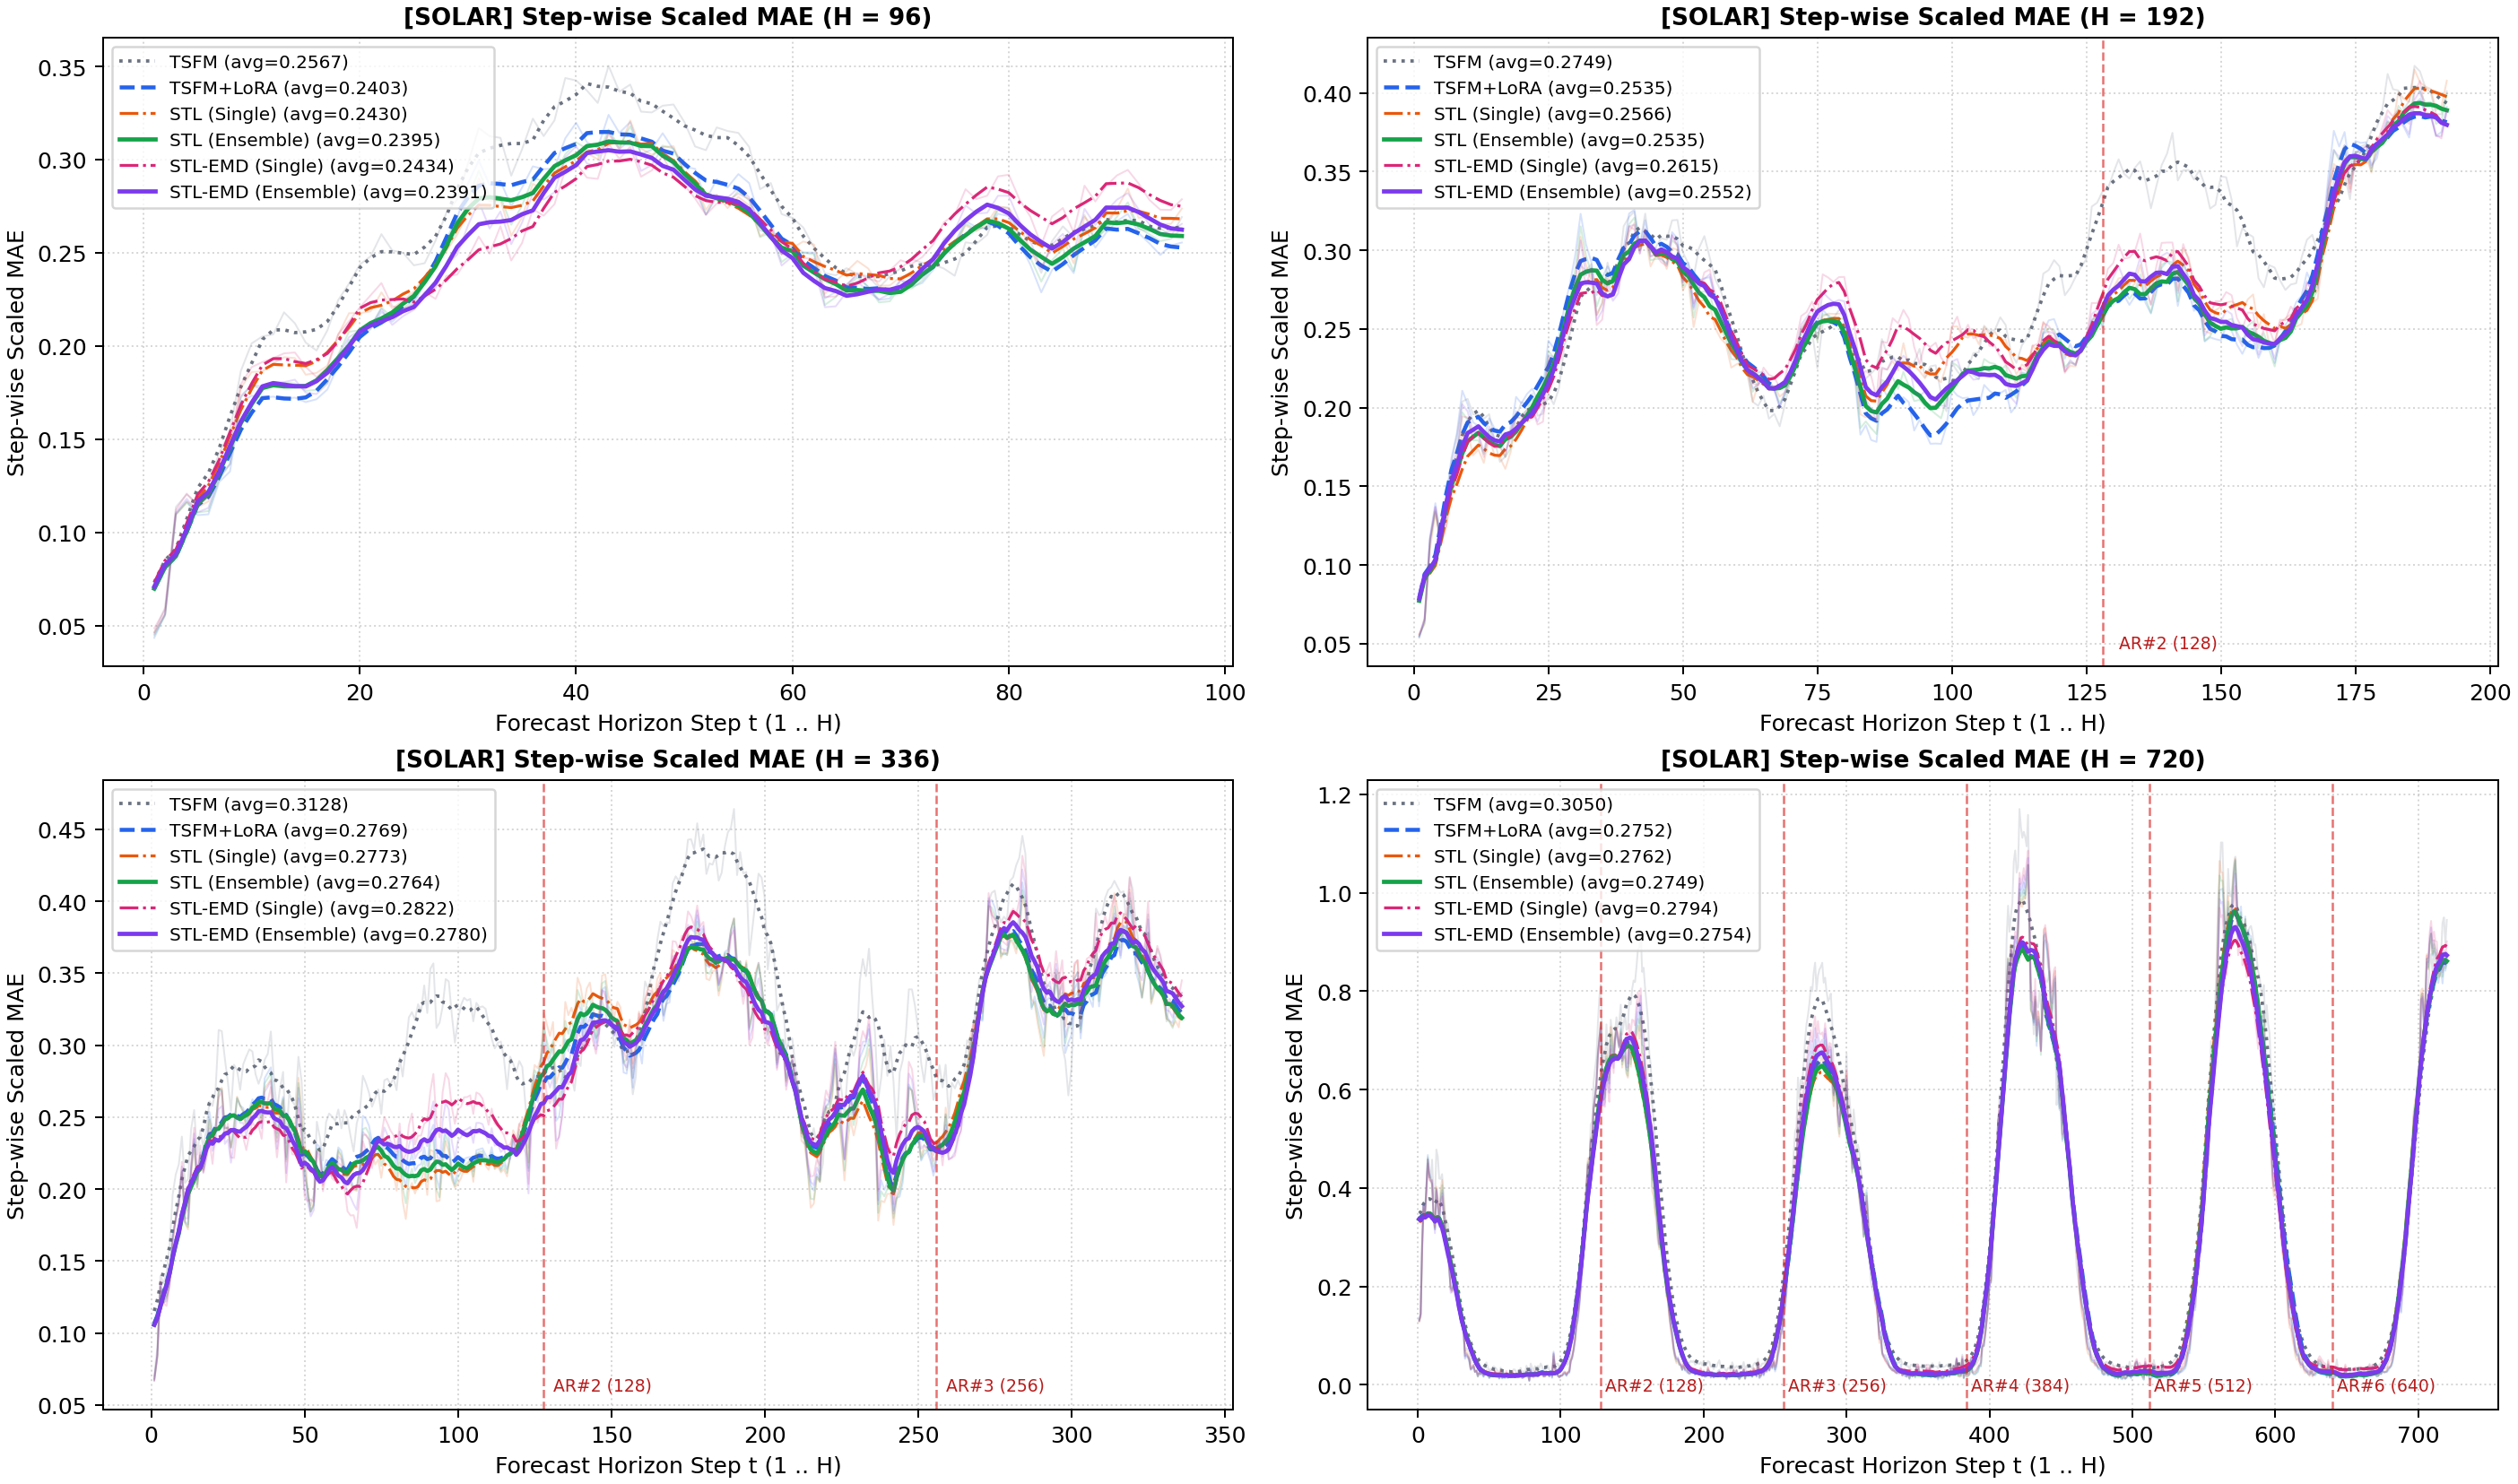 [SOLAR] Step-wise Scaled MAE (H = 96)
Step-wise Scaled MAE
0.35
0.30
0.25
0.20
0.15
0.10
0.05
TSFM (avg=0.2567)
TSFM+LoRA (avg=0.2403)
STL (Single) (avg=0.2430)
STL (Ensemble) (avg=0.2395)
STL-EMD (Single) (avg=0.2434)
STL-EMD (Ensemble) (avg=0.2391)
0 20 40 60 80 100
Forecast Horizon Step t (1 .. H)
[SOLAR] Step-wise Scaled MAE (H = 192)
Step-wise Scaled MAE
0.40
0.35
0.30
0.25
0.20
0.15
0.10
0.05
TSFM (avg=0.2749)
TSFM+LoRA (avg=0.2535)
STL (Single) (avg=0.2566)
STL (Ensemble) (avg=0.2535)
STL-EMD (Single) (avg=0.2615)
STL-EMD (Ensemble) (avg=0.2552)
AR#2 (128)
0 25 50 75 100 125 150 175 200
Forecast Horizon Step t (1 .. H)
[SOLAR] Step-wise Scaled MAE (H = 336)
Step-wise Scaled MAE
0.45
0.40
0.35
0.30
0.25
0.20
0.15
0.10
0.05
TSFM (avg=0.3128)
TSFM+LoRA (avg=0.2769)
STL (Single) (avg=0.2773)
STL (Ensemble) (avg=0.2764)
STL-EMD (Single) (avg=0.2822)
STL-EMD (Ensemble) (avg=0.2780)
AR#2 (128) AR#3 (256)
0 50 100 150 200 250 300 350
Forecast Horizon Step t (1 .. H)
[SOLAR] Step-wise Scaled MAE (H = 720)
Step-wise Scaled MAE
1.2
1.0
0.8
0.6
0.4
0.2
0.0
TSFM (avg=0.3050)
TSFM+LoRA (avg=0.2752)
STL (Single) (avg=0.2762)
STL (Ensemble) (avg=0.2749)
STL-EMD (Single) (avg=0.2794)
STL-EMD (Ensemble) (avg=0.2754)
AR#2 (128) AR#3 (256) AR#4 (384) AR#5 (512) AR#6 (640)
0 100 200 300 400 500 600 700
Forecast Horizon Step t (1 .. H)